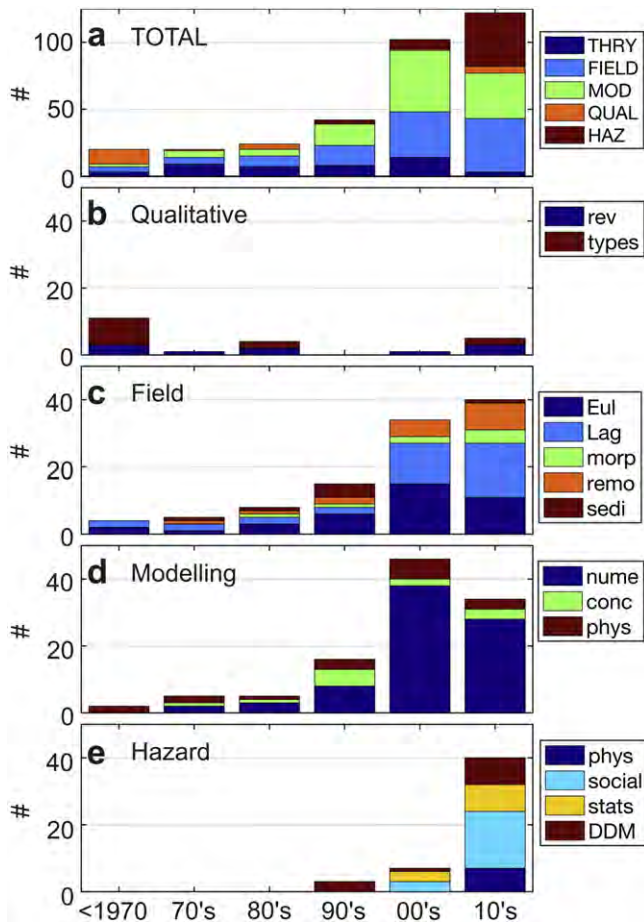 a TOTAL
100
50
0
#
THRY
FIELD
MOD
QUAL
HAZ
b Qualitative
40
20
0
#
rev
types
c Field
40
20
0
#
Eul
Lag
morp
remo
sedi
d Modelling
40
20
0
#
nume
conc
phys
e Hazard
40
20
0
#
phys
social
stats
DDM
<1970 70's 80's 90's 00's 10's